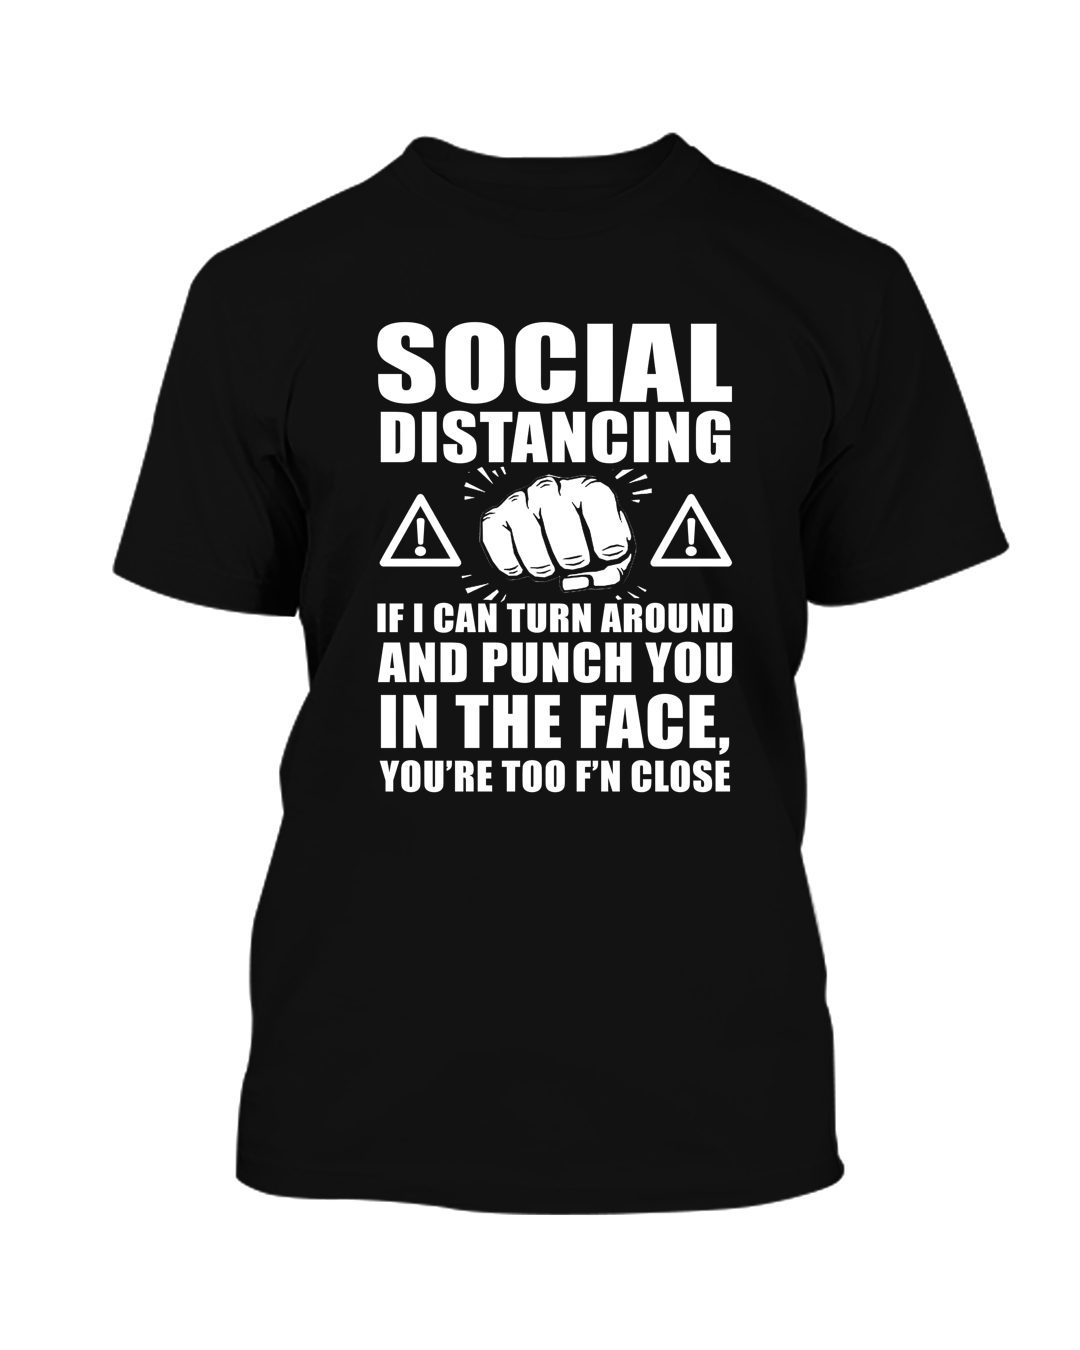 SOCIAL
DISTANCING
IF I CAN TURN AROUND
AND PUNCH YOU
IN THE FACE,
YOU'RE TOO F'N CLOSE